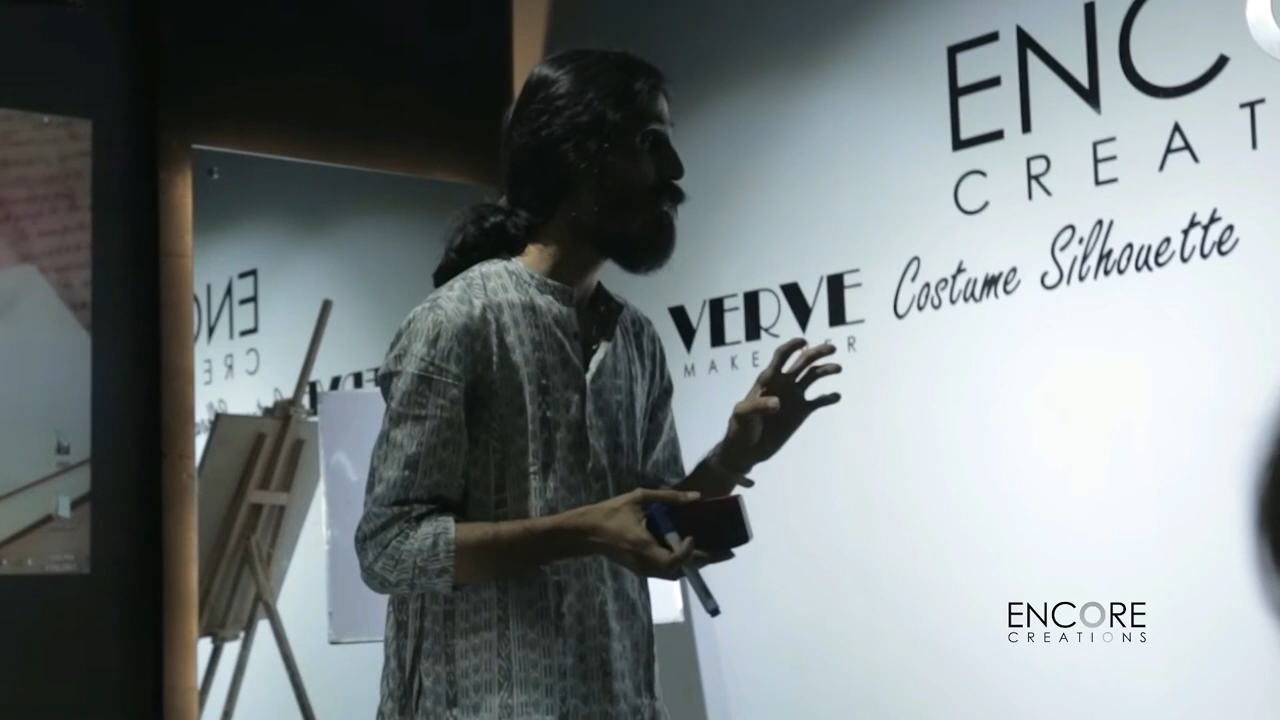 ENC
CREAT
Costume Silhouette
VERVE
ENCORE
CREATIONS